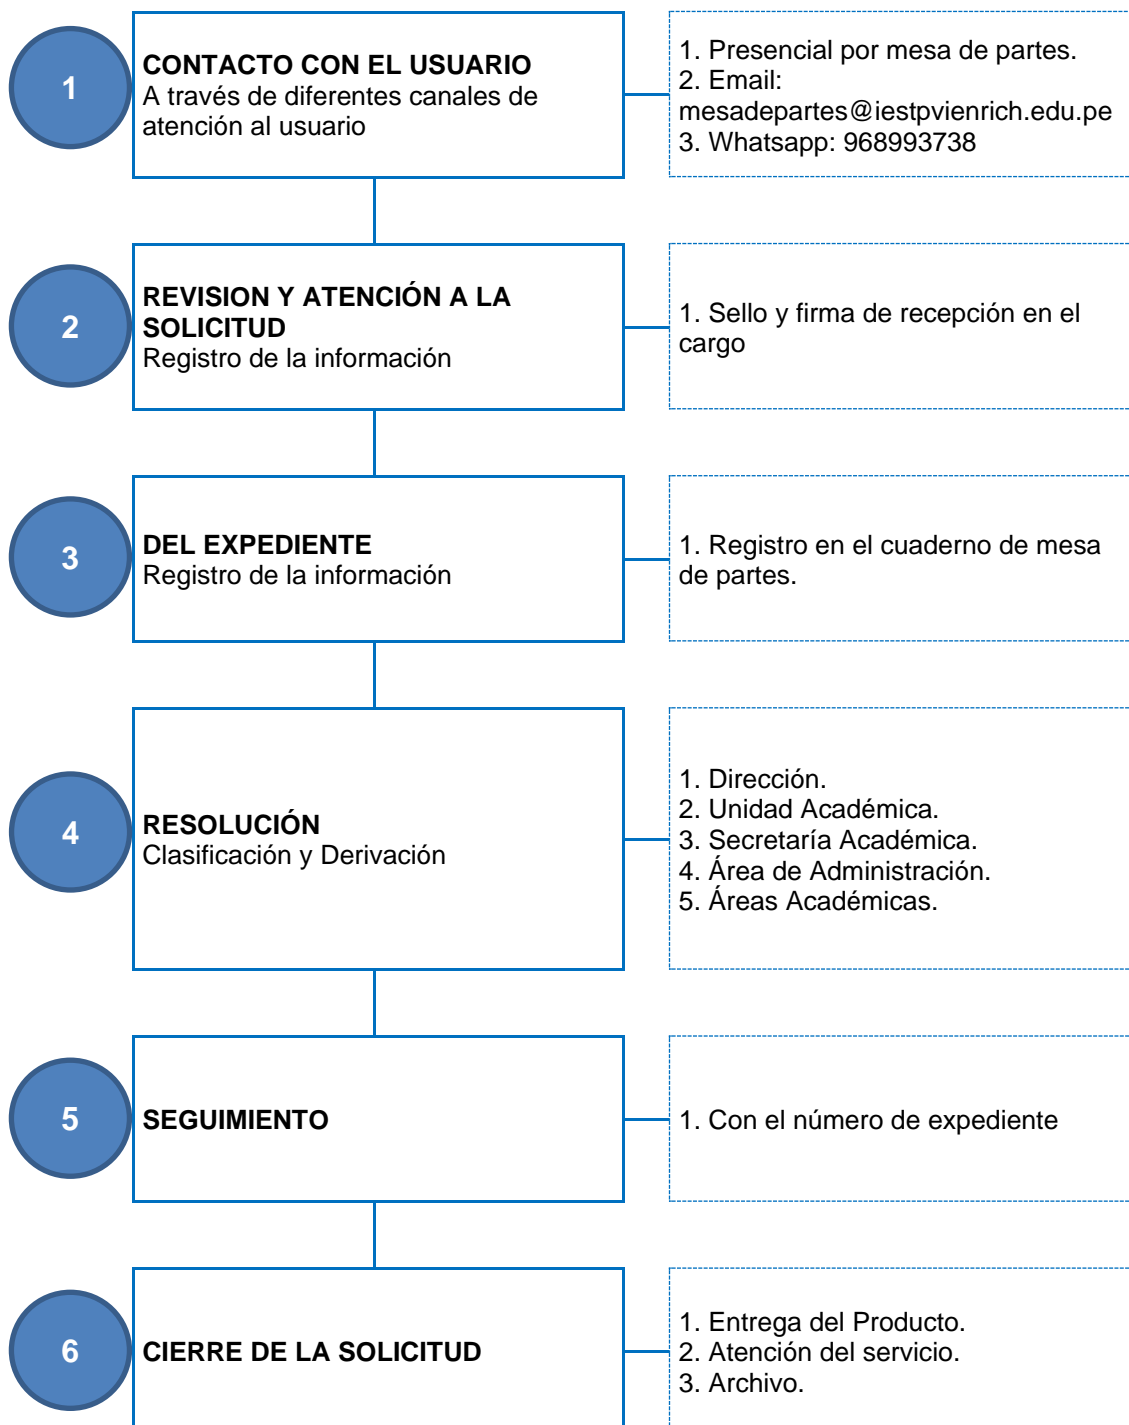 1
CONTACTO CON EL USUARIO
A través de diferentes canales de
atención al usuario
1. Presencial por mesa de partes.
2. Email:
mesadepartes@iestpvienrich.edu.pe
3. Whatsapp: 968993738
2
REVISION Y ATENCIÓN A LA
SOLICITUD
Registro de la información
1. Sello y firma de recepción en el
cargo
3
DEL EXPEDIENTE
Registro de la información
1. Registro en el cuaderno de mesa
de partes.
4
RESOLUCIÓN
Clasificación y Derivación
1. Dirección.
2. Unidad Académica.
3. Secretaría Académica.
4. Área de Administración.
5. Áreas Académicas.
5
SEGUIMIENTO
1. Con el número de expediente
6
CIERRE DE LA SOLICITUD
1. Entrega del Producto.
2. Atención del servicio.
3. Archivo.